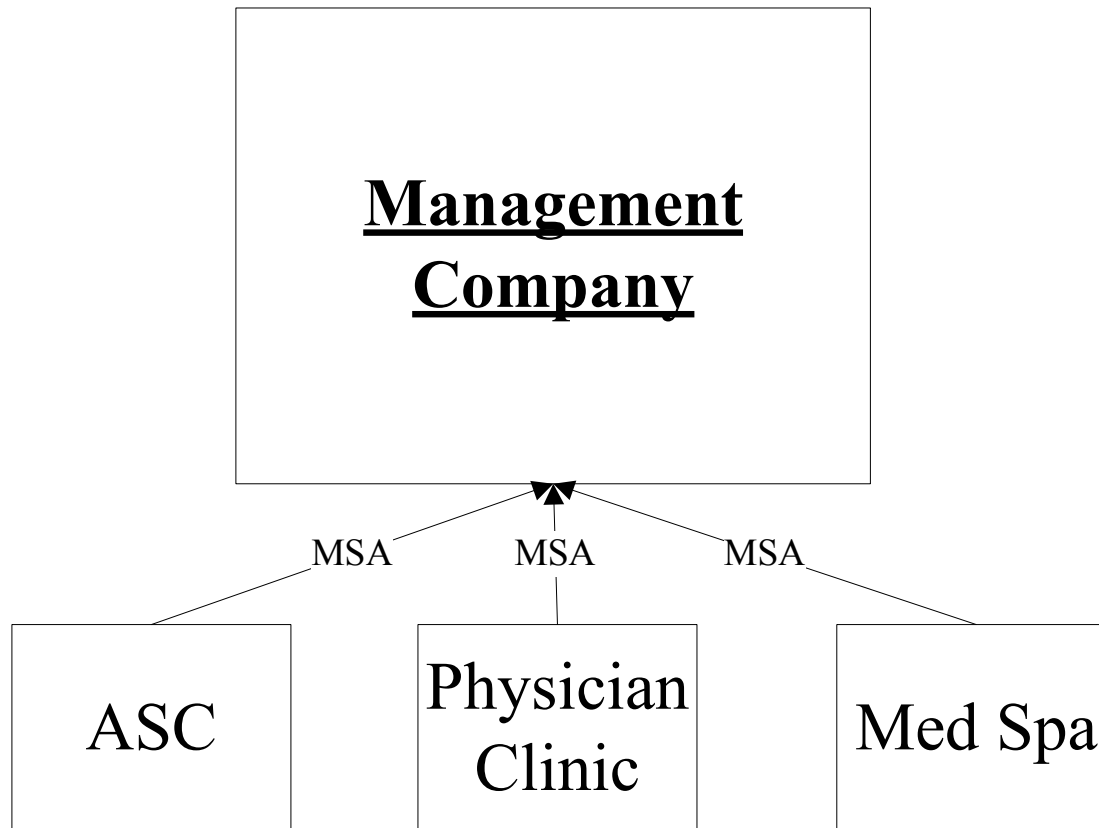 Management
Company
MSA
MSA
MSA
ASC
Physician
Clinic
Med Spa